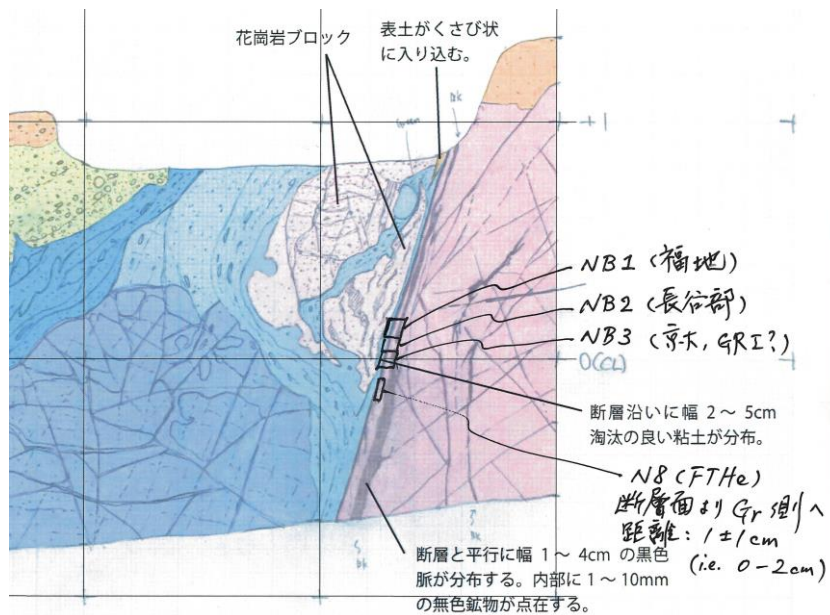 花崗岩ブロック
表土がくさび状
に入り込む。
+1
NB1 (福地)
NB2 (長谷部)
NB3 (京大, GRI?)
0(CL)
断層沿いに幅 2～ 5cm
淘汰の良い粘土が分布。
N8 (FTHe)
断層面より Gr 側へ
距離: 1±1cm
(i.e. 0-2cm)
断層と平行に幅 1～ 4cm の黒色
脈が分布する。内部に 1～ 10mm
の無色鉱物が点在する。